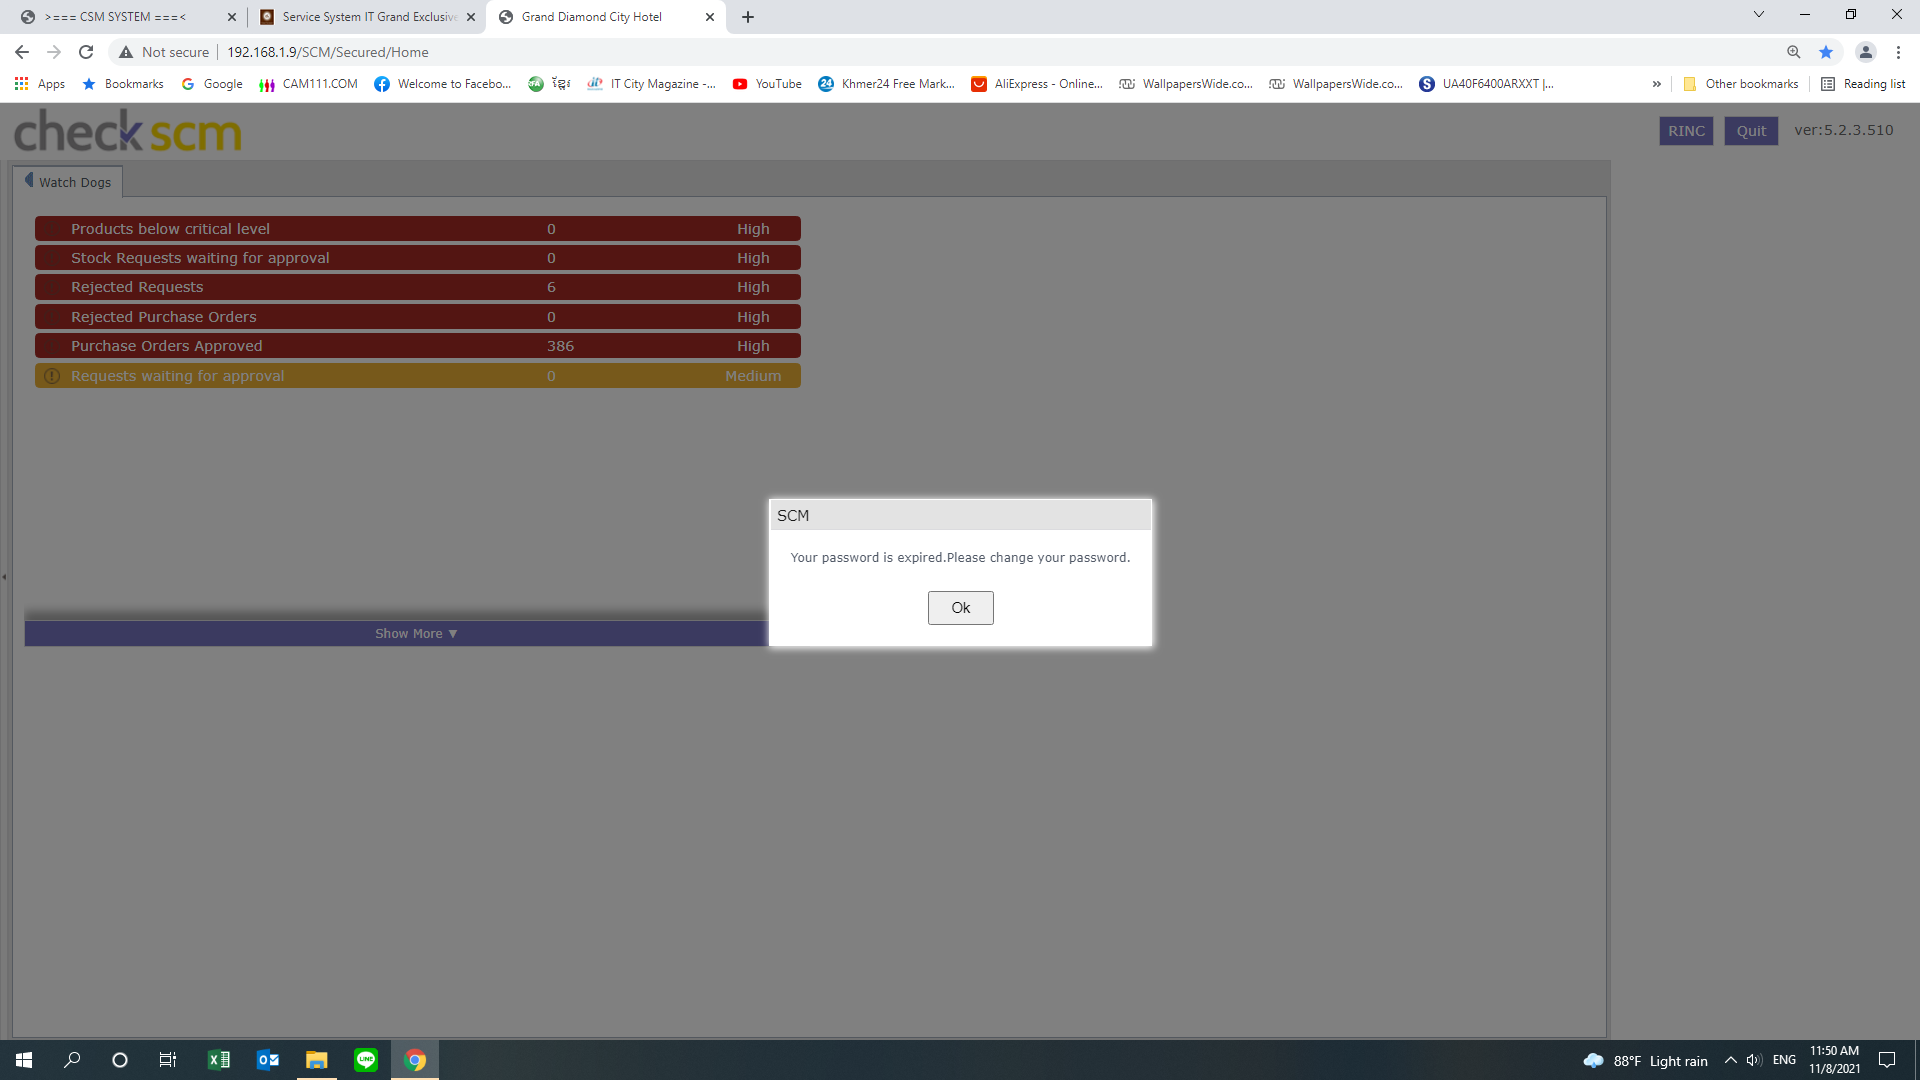 >=== CSM SYSTEM ===<
Service System IT Grand Exclusive
Grand Diamond City Hotel
Not secure
192.168.1.9/SCM/Secured/Home
Apps
Bookmarks
Google
CAM111.COM
Welcome to Facebo...
ខ្មែរ
IT City Magazine -...
YouTube
Khmer24 Free Mark...
AliExpress - Online...
WallpapersWide.co...
WallpapersWide.co...
UA40F6400ARXXT |...
»
Other bookmarks
Reading list
check scm
RINC
Quit
ver:5.2.3.510
Watch Dogs
Products below critical level 0 High
Stock Requests waiting for approval 0 High
Rejected Requests 6 High
Rejected Purchase Orders 0 High
Purchase Orders Approved 386 High
Requests waiting for approval 0 Medium
SCM
Your password is expired.Please change your password.
Ok
Show More ▼
88°F Light rain
ENG
11:50 AM
11/8/2021